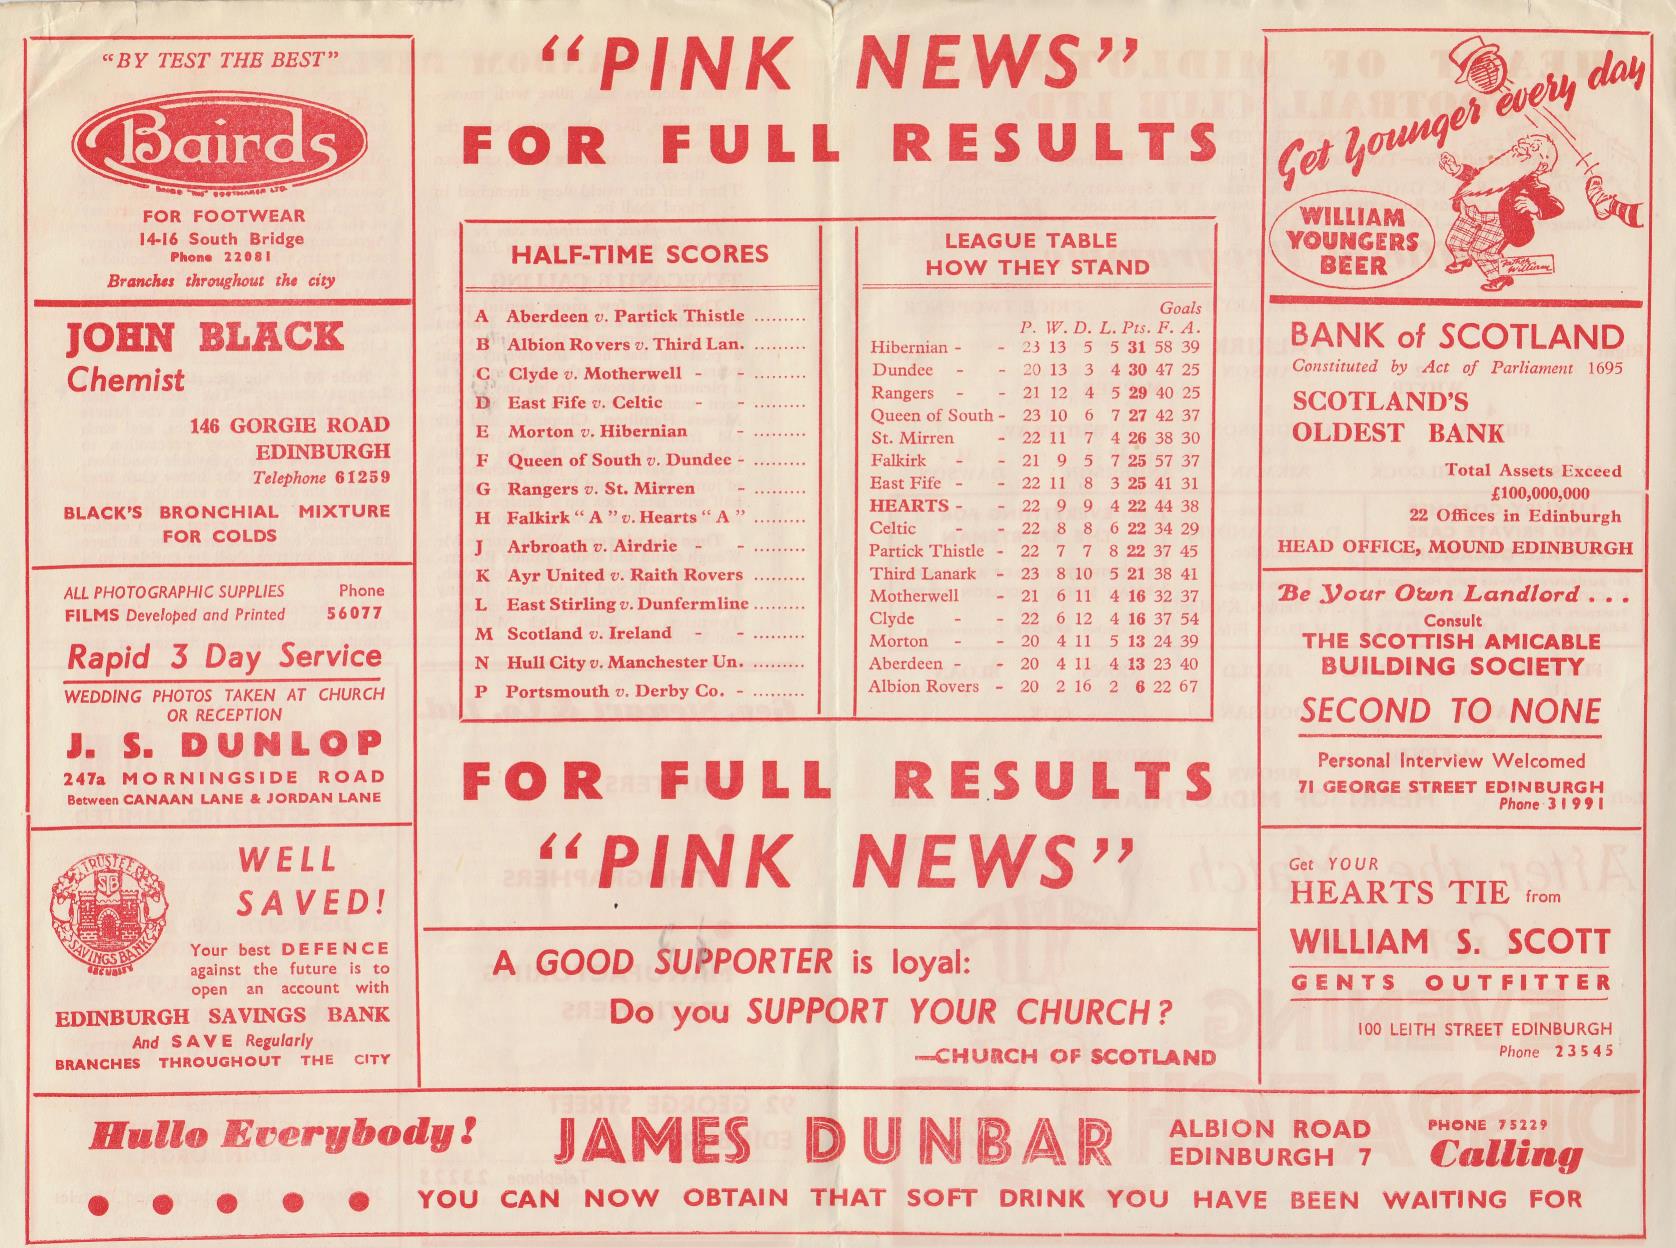 "BY TEST THE BEST"
Bairds
FOR FOOTWEAR
14-16 South Bridge
Phone 22081
Branches throughout the city
JOHN BLACK
Chemist
146 GORGIE ROAD
EDINBURGH
Telephone 61259
BLACK'S BRONCHIAL MIXTURE
FOR COLDS
ALL PHOTOGRAPHIC SUPPLIES Phone
FILMS Developed and Printed 56077
Rapid 3 Day Service
WEDDING PHOTOS TAKEN AT CHURCH
OR RECEPTION
J. S. DUNLOP
247a MORNINGSIDE ROAD
Between CANAAN LANE & JORDAN LANE
TRUSTEE
SB
SAVINGS BANK
SECURITY
WELL
SAVED!
Your best DEFENCE
against the future is to
open an account with
EDINBURGH SAVINGS BANK
And SAVE Regularly
BRANCHES THROUGHOUT THE CITY
"PINK NEWS"
FOR FULL RESULTS
HALF-TIME SCORES
A Aberdeen v. Partick Thistle .........
B Albion Rovers v. Third Lan. .........
C Clyde v. Motherwell - - .........
D East Fife v. Celtic - - .........
E Morton v. Hibernian - .........
F Queen of South v. Dundee - .........
G Rangers v. St. Mirren - .........
H Falkirk "A" v. Hearts "A" .........
J Arbroath v. Airdrie - - .........
K Ayr United v. Raith Rovers .........
L East Stirling v. Dunfermline .........
M Scotland v. Ireland - - .........
N Hull City v. Manchester Un. .........
P Portsmouth v. Derby Co. - .........
LEAGUE TABLE
HOW THEY STAND
Goals
P. W. D. L. Pts. F. A.
Hibernian - - 23 13 5 5 31 58 39
Dundee - - 20 13 3 4 30 47 25
Rangers - 21 12 4 5 29 40 25
Queen of South - 23 10 6 7 27 42 37
St. Mirren - 22 11 7 4 26 38 30
Falkirk - - 21 9 5 7 25 57 37
East Fife - - 22 11 8 3 25 41 31
HEARTS - - 22 9 9 4 22 44 38
Celtic - - 22 8 8 6 22 34 29
Partick Thistle - 22 7 7 8 22 37 45
Third Lanark - 23 8 10 5 21 38 41
Motherwell - 21 6 11 4 16 32 37
Clyde - - 22 6 12 4 16 37 54
Morton - - 20 4 11 5 13 24 39
Aberdeen - - 20 4 11 4 13 23 40
Albion Rovers - 20 2 16 2 6 22 67
FOR FULL RESULTS
"PINK NEWS"
A GOOD SUPPORTER is loyal:
Do you SUPPORT YOUR CHURCH?
—CHURCH OF SCOTLAND
Get Younger every day
WILLIAM
YOUNGERS
BEER
Father William
BANK of SCOTLAND
Constituted by Act of Parliament 1695
SCOTLAND'S
OLDEST BANK
Total Assets Exceed
£100,000,000
22 Offices in Edinburgh
HEAD OFFICE, MOUND EDINBURGH
Be Your Own Landlord . . .
Consult
THE SCOTTISH AMICABLE
BUILDING SOCIETY
SECOND TO NONE
Personal Interview Welcomed
71 GEORGE STREET EDINBURGH
Phone 31991
Get YOUR
HEARTS TIE from
WILLIAM S. SCOTT
GENTS OUTFITTER
100 LEITH STREET EDINBURGH
Phone 23545
Hullo Everybody! JAMES DUNBAR ALBION ROAD EDINBURGH 7 PHONE 75229 Calling
● ● ● ● ● YOU CAN NOW OBTAIN THAT SOFT DRINK YOU HAVE BEEN WAITING FOR